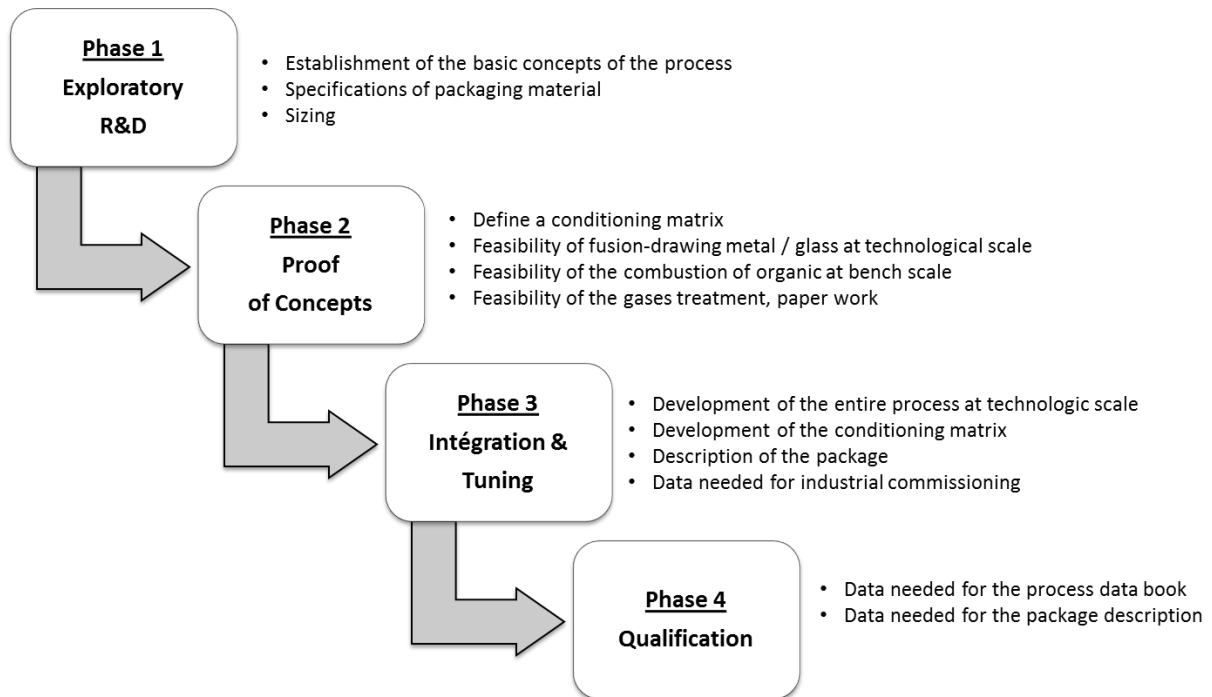 Phase 1
Exploratory
R&D
• Establishment of the basic concepts of the process
• Specifications of packaging material
• Sizing
Phase 2
Proof
of Concepts
• Define a conditioning matrix
• Feasibility of fusion-drawing metal / glass at technological scale
• Feasibility of the combustion of organic at bench scale
• Feasibility of the gases treatment, paper work
Phase 3
Intégration &
Tuning
• Development of the entire process at technologic scale
• Development of the conditioning matrix
• Description of the package
• Data needed for industrial commissioning
Phase 4
Qualification
• Data needed for the process data book
• Data needed for the package description